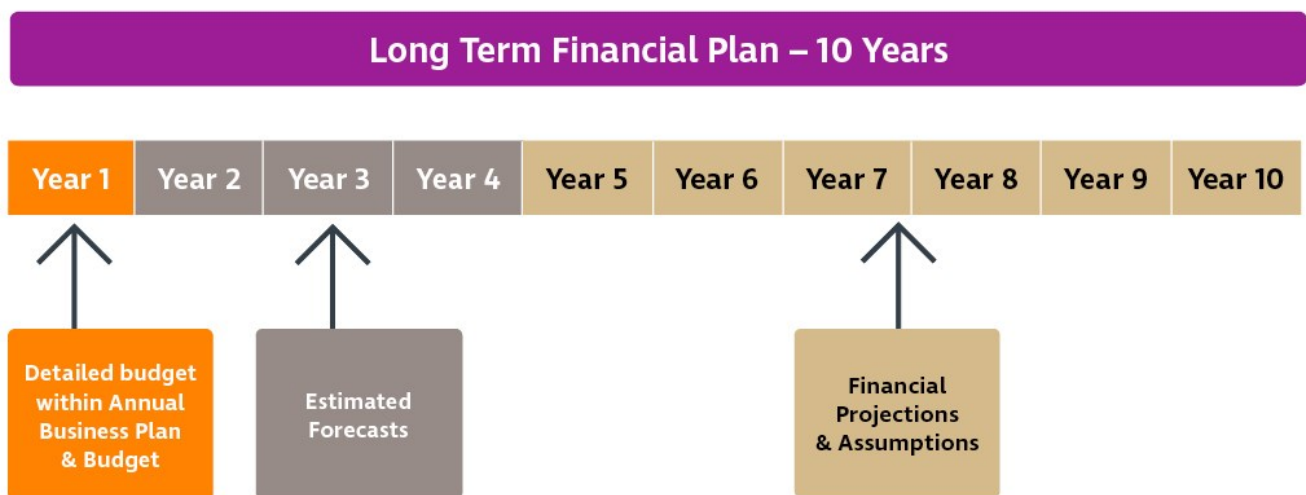 Long Term Financial Plan – 10 Years
Year 1
Year 2
Year 3
Year 4
Year 5
Year 6
Year 7
Year 8
Year 9
Year 10
Detailed budget
within Annual
Business Plan
& Budget
Estimated
Forecasts
Financial
Projections
& Assumptions